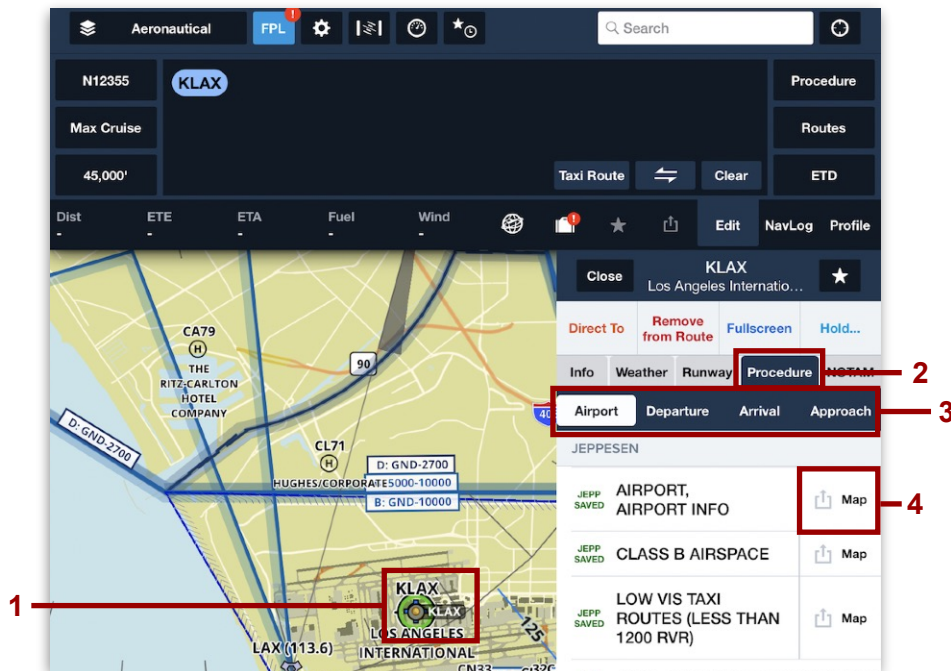 Aeronautical
FPL
!
Search
N12355
KLAX
Procedure
Max Cruise
Routes
45,000'
Taxi Route
Clear
ETD
Dist
ETE
ETA
Fuel
Wind
-
-
-
-
-
!
Edit
NavLog
Profile
Close
KLAX
Los Angeles Internatio...
Direct To
Remove
from Route
Fullscreen
Hold...
Info
Weather
Runway
Procedure
NOTAM
2
Airport
Departure
Arrival
Approach
3
JEPPESEN
JEPP
SAVED
AIRPORT,
AIRPORT INFO
Map
4
JEPP
SAVED
CLASS B AIRSPACE
Map
JEPP
SAVED
LOW VIS TAXI
ROUTES (LESS THAN
1200 RVR)
Map
CA79
H
THE
RITZ-CARLTON
HOTEL
COMPANY
90
40
D: GND-2700
CL71
H
HUGHES/CORPORATE
D: GND-2700
5000-10000
B: GND-10000
1
KLAX
KLAX
LOS ANGELES
INTERNATIONAL
LAX (113.6)
125
CN33